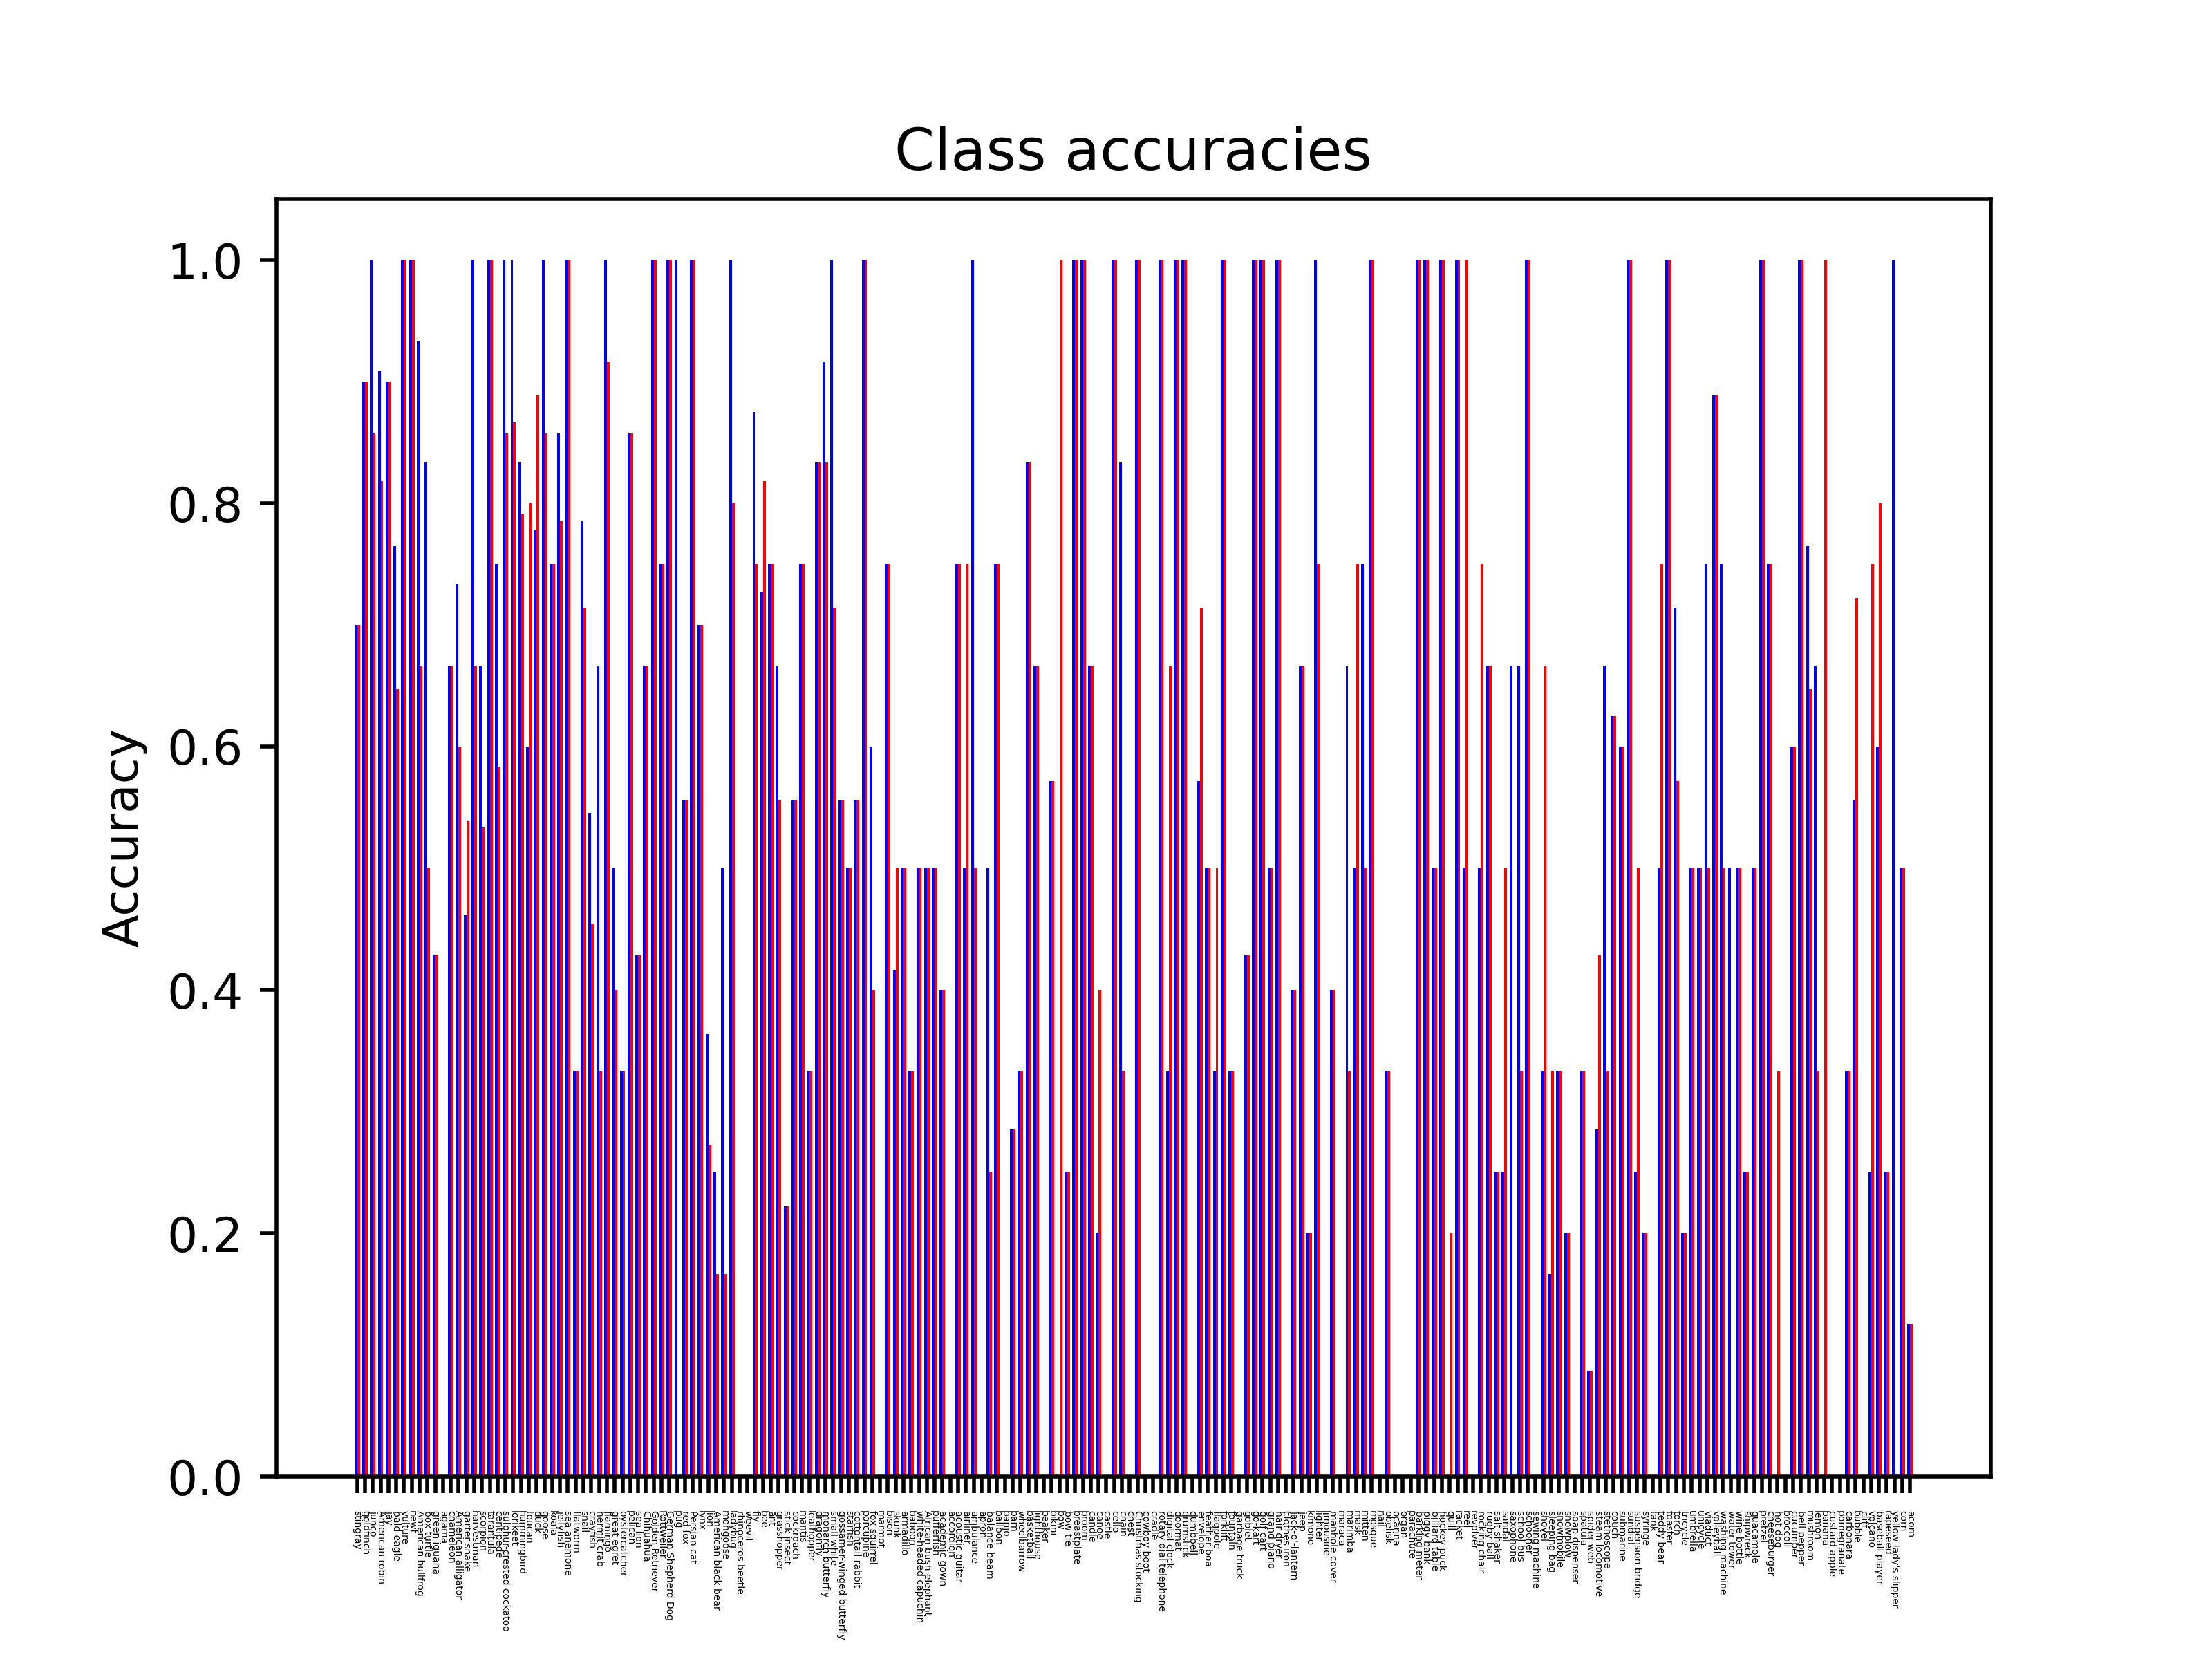 Class accuracies
Accuracy
1.0
0.8
0.6
0.4
0.2
0.0
stingray
goldfinch
junco
American robin
jay
bald eagle
vulture
newt
American bullfrog
box turtle
green iguana
agama
chameleon
American alligator
garter snake
harvestman
scorpion
tarantula
centipede
sulphur-crested cockatoo
lorikeet
hummingbird
toucan
duck
goose
koala
jellyfish
sea anemone
flatworm
snail
crayfish
hermit crab
flamingo
great egret
oystercatcher
pelican
sea lion
Chihuahua
Golden Retriever
Rottweiler
German Shepherd Dog
pug
red fox
Persian cat
lynx
lion
American black bear
mongoose
ladybug
rhinoceros beetle
weevil
fly
bee
ant
grasshopper
stick insect
cockroach
mantis
leafhopper
dragonfly
monarch butterfly
small white
gossamer-winged butterfly
starfish
cottontail rabbit
porcupine
fox squirrel
marmot
bison
skunk
armadillo
baboon
white-headed capuchin
African bush elephant
pufferfish
academic gown
accordion
acoustic guitar
airliner
ambulance
apron
balance beam
balloon
banjo
barn
wheelbarrow
basketball
lighthouse
beaker
bikini
bow
bow tie
breastplate
broom
candle
canoe
castle
cello
chain
chest
Christmas stocking
cowboy boot
cradle
rotary dial telephone
digital clock
doormat
drumstick
dumbbell
envelope
feather boa
flagpole
forklift
fountain
garbage truck
goblet
go-kart
golf cart
grand piano
hair dryer
clothes iron
jack-o'-lantern
jeep
kimono
lighter
limousine
manhole cover
maraca
marimba
mask
mitten
mosque
nail
obelisk
ocarina
organ
parachute
parking meter
piggy bank
billiard table
hockey puck
quill
racket
reel
revolver
rocking chair
rugby ball
salt shaker
sandal
saxophone
school bus
schooner
sewing machine
shovel
sleeping bag
snowmobile
snowplow
soap dispenser
spatula
spider web
steam locomotive
stethoscope
couch
submarine
sundial
suspension bridge
syringe
tank
teddy bear
toaster
torch
tricycle
umbrella
unicycle
viaduct
volleyball
washing machine
water tower
wine bottle
shipwreck
guacamole
pretzel
cheeseburger
hot dog
broccoli
cucumber
bell pepper
mushroom
lemon
banana
custard apple
pomegranate
carbonara
bubble
cliff
volcano
baseball player
rapeseed
yellow lady's slipper
corn
acorn